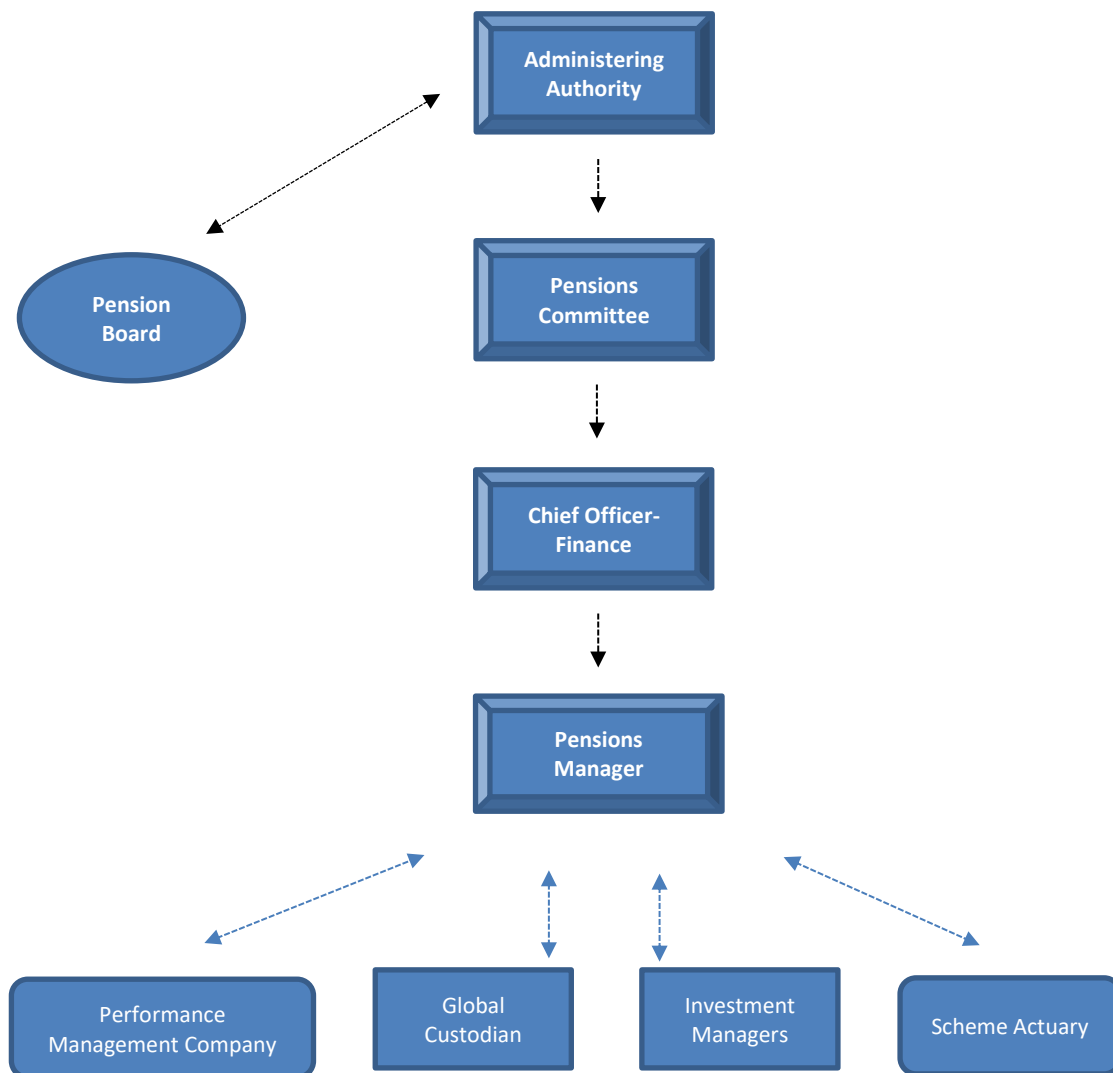 Administering
Authority
Pension
Board
Pensions
Committee
Chief Officer-
Finance
Pensions
Manager
Performance
Management Company
Global
Custodian
Investment
Managers
Scheme Actuary